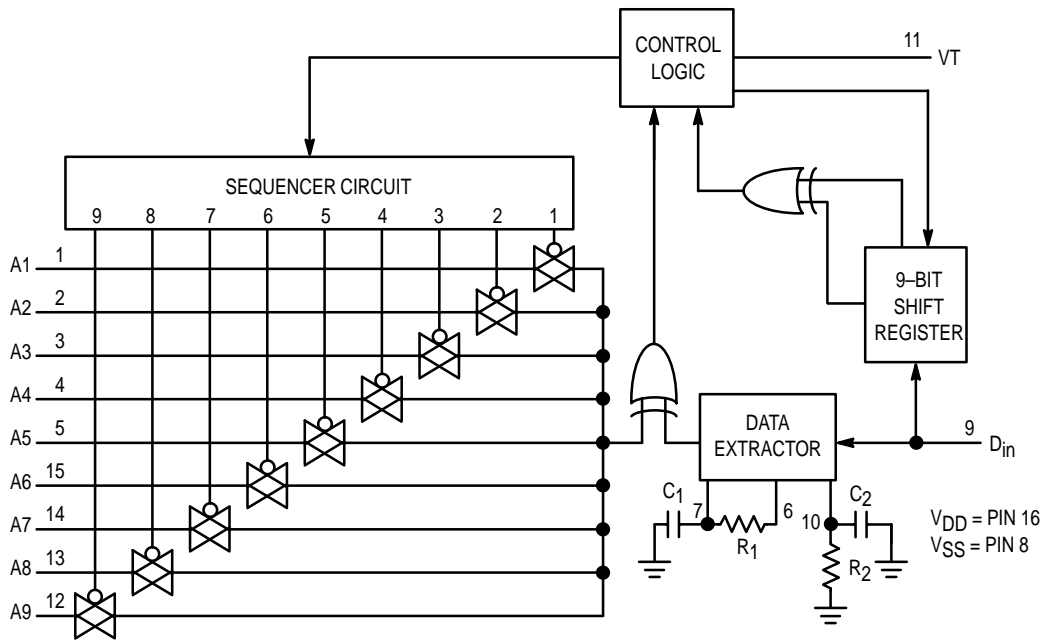 CONTROL
LOGIC
11
VT
SEQUENCER CIRCUIT
9 8 7 6 5 4 3 2 1
A1 1
A2 2
A3 3
A4 4
A5 5
A6 15
A7 14
A8 13
A9 12
9–BIT
SHIFT
REGISTER
DATA
EXTRACTOR
9
Din
C1
7
R1
6
10
C2
R2
VDD = PIN 16
VSS = PIN 8